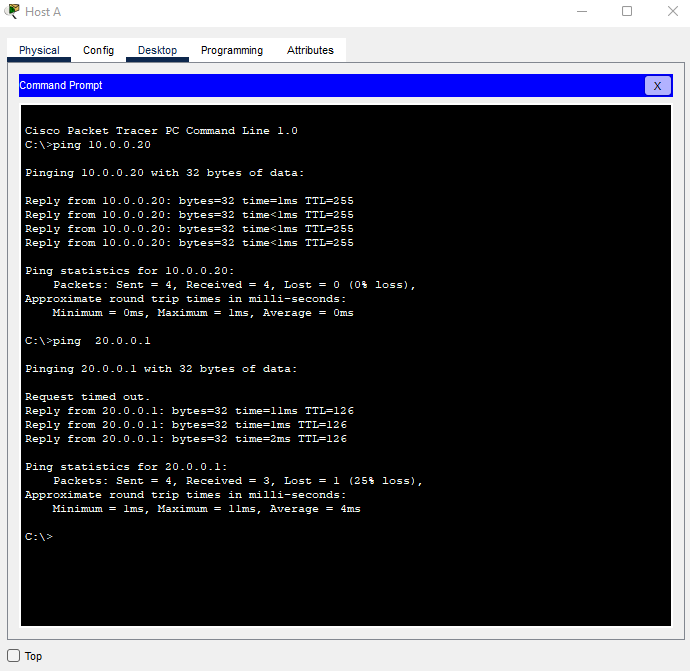 Host A
Physical Config Desktop Programming Attributes
Command Prompt X
Cisco Packet Tracer PC Command Line 1.0
C:\>ping 10.0.0.20
Pinging 10.0.0.20 with 32 bytes of data:
Reply from 10.0.0.20: bytes=32 time=1ms TTL=255
Reply from 10.0.0.20: bytes=32 time<1ms TTL=255
Reply from 10.0.0.20: bytes=32 time<1ms TTL=255
Reply from 10.0.0.20: bytes=32 time<1ms TTL=255
Ping statistics for 10.0.0.20:
    Packets: Sent = 4, Received = 4, Lost = 0 (0% loss),
Approximate round trip times in milli-seconds:
    Minimum = 0ms, Maximum = 1ms, Average = 0ms
C:\>ping  20.0.0.1
Pinging 20.0.0.1 with 32 bytes of data:
Request timed out.
Reply from 20.0.0.1: bytes=32 time=11ms TTL=126
Reply from 20.0.0.1: bytes=32 time=1ms TTL=126
Reply from 20.0.0.1: bytes=32 time=2ms TTL=126
Ping statistics for 20.0.0.1:
    Packets: Sent = 4, Received = 3, Lost = 1 (25% loss),
Approximate round trip times in milli-seconds:
    Minimum = 1ms, Maximum = 11ms, Average = 4ms
C:\>
Top